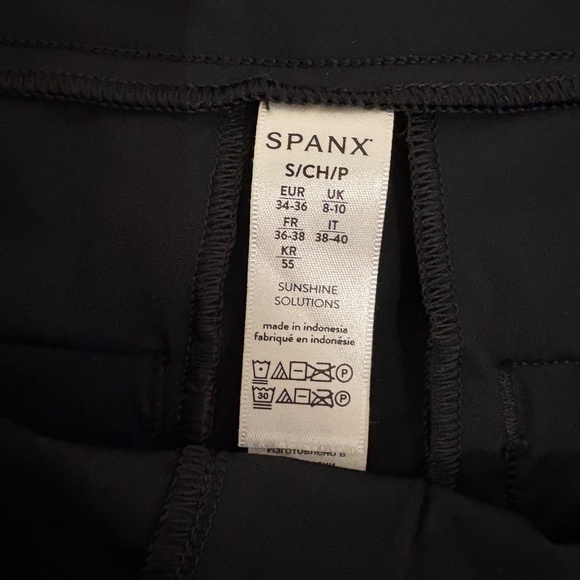 SPANX
S/CH/P
EUR UK
34-36 8-10
FR IT
36-38 38-40
KR
55
SUNSHINE
SOLUTIONS
made in indonesia
fabriqué en indonésie
P
30 P